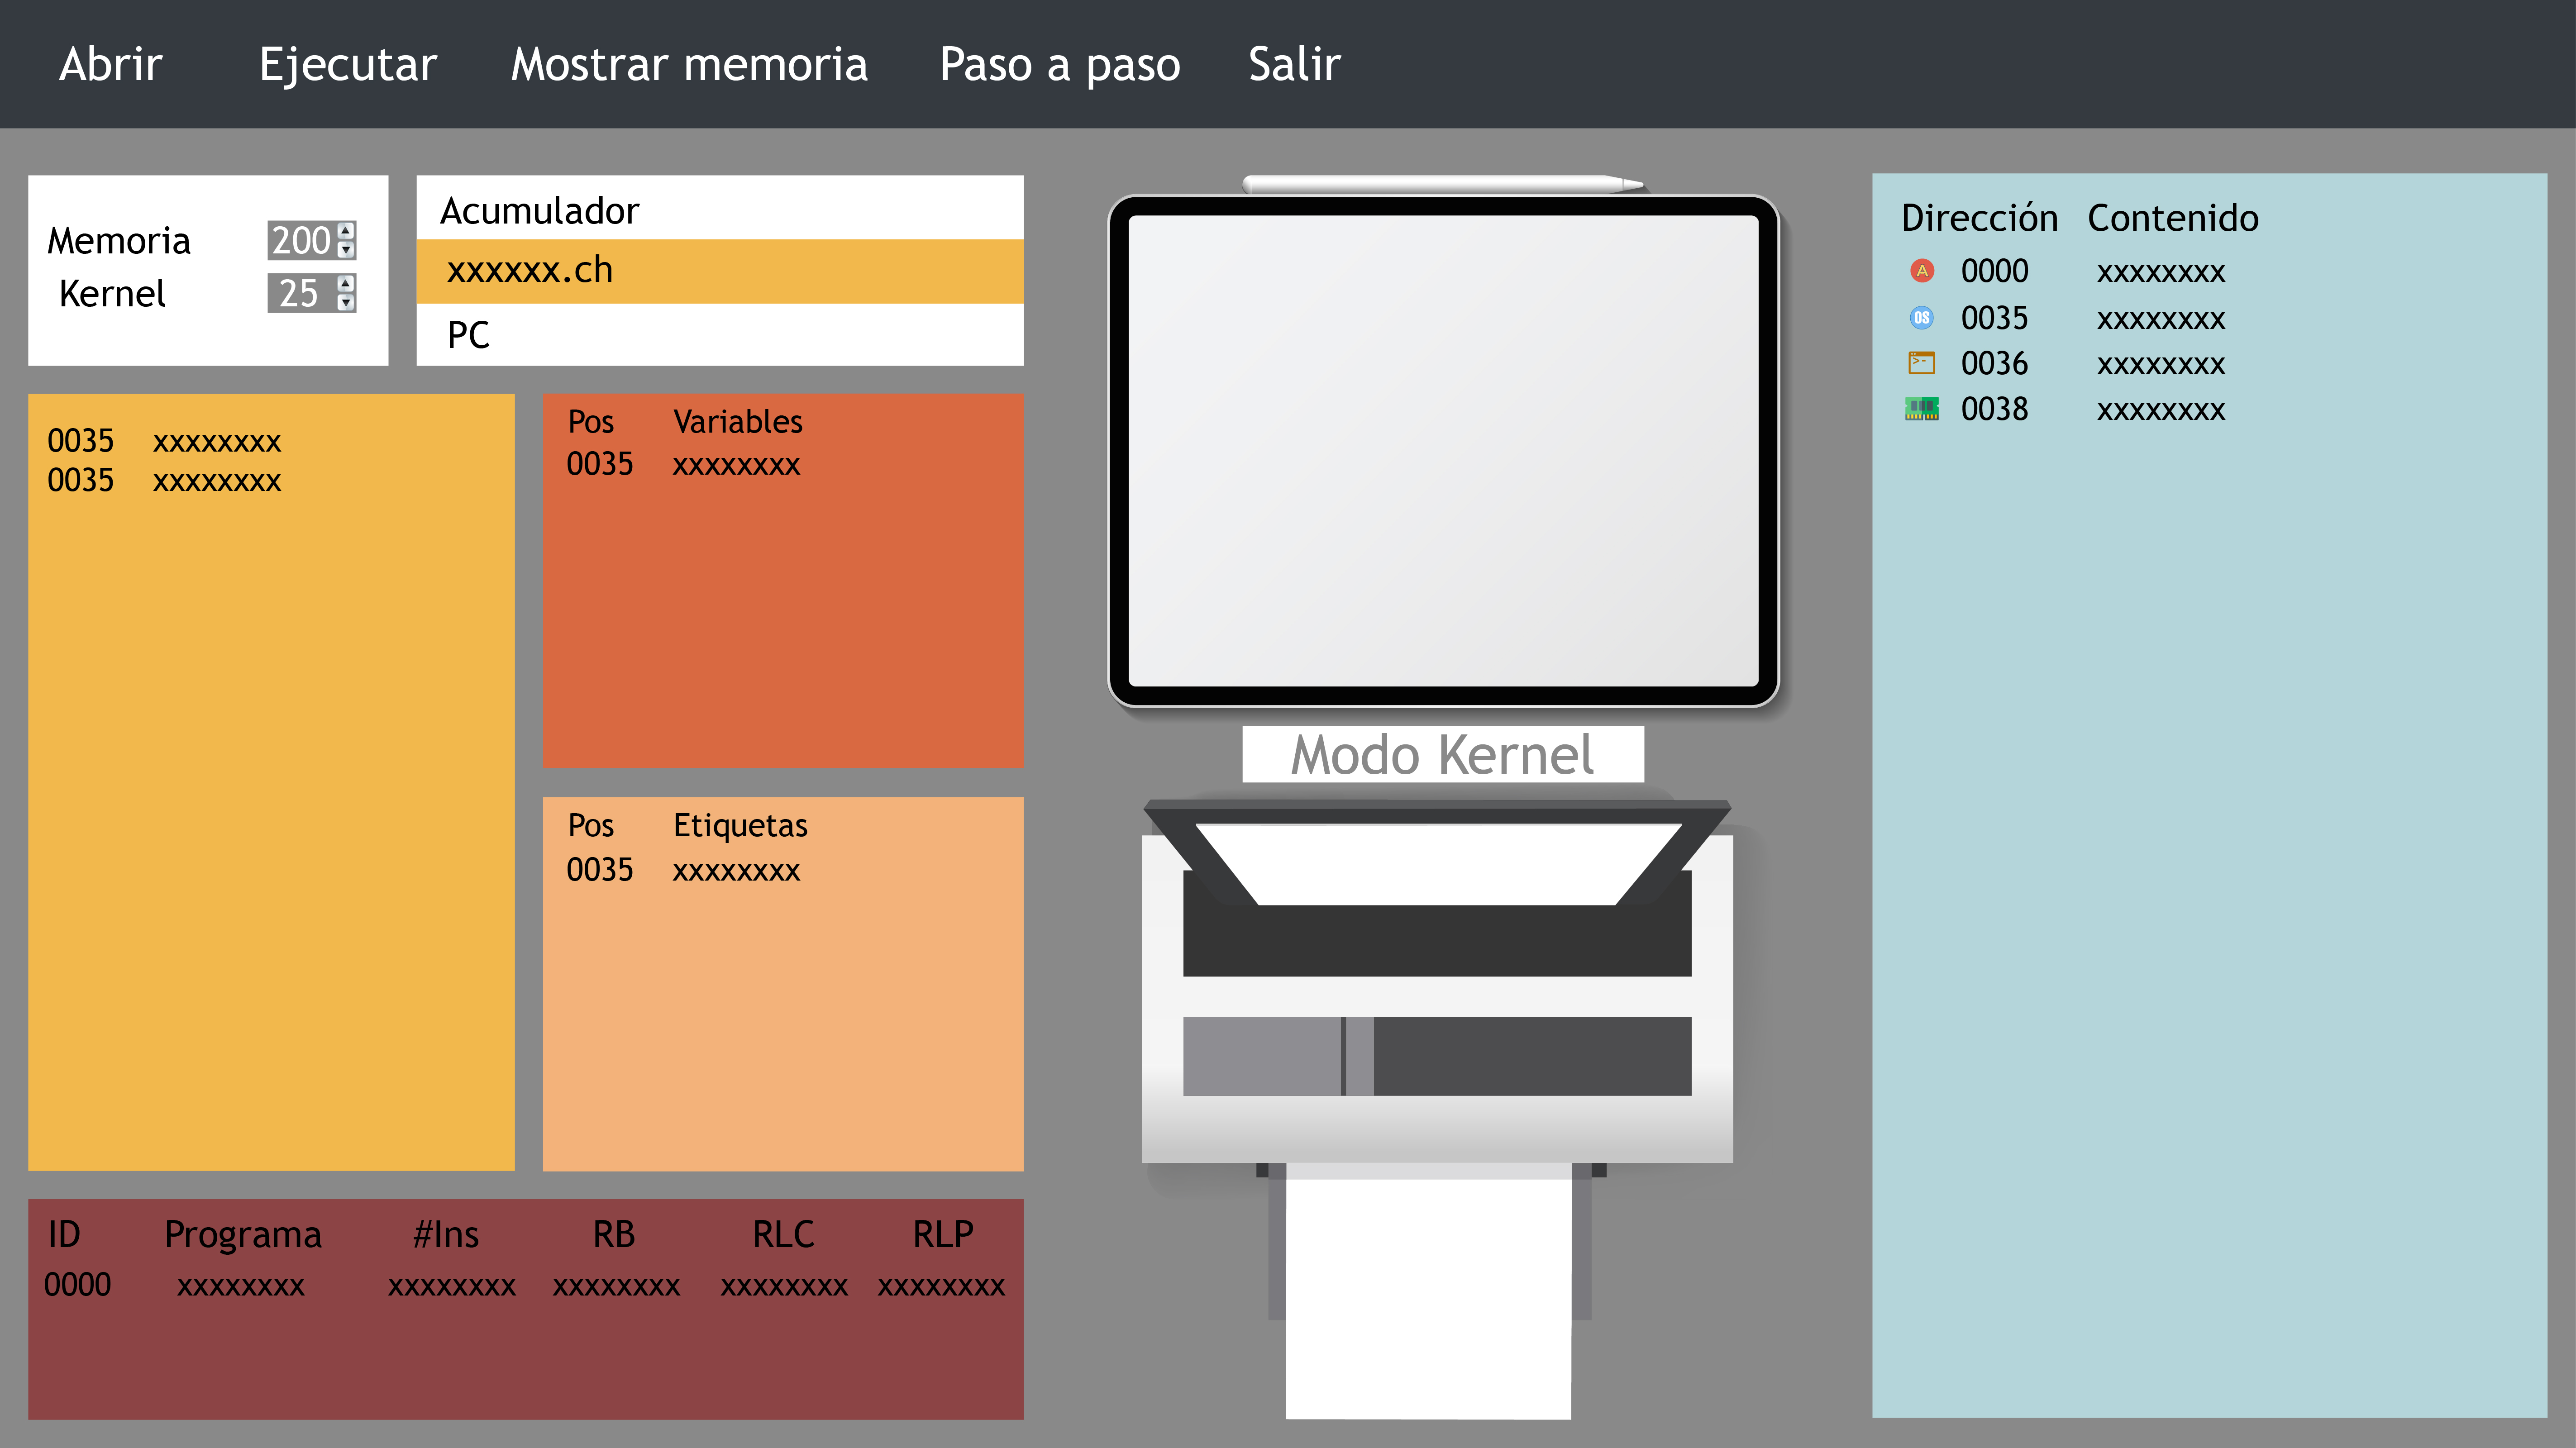 Abrir Ejecutar Mostrar memoria Paso a paso Salir
Memoria 200
Kernel 25
Acumulador
xxxxxx.ch
PC
0035 xxxxxxxx
0035 xxxxxxxx
Pos Variables
0035 xxxxxxxx
Pos Etiquetas
0035 xxxxxxxx
ID Programa #Ins RB RLC RLP
0000 xxxxxxxx xxxxxxxx xxxxxxxx xxxxxxxx xxxxxxxx
Modo Kernel
Dirección Contenido
A 0000 xxxxxxxx
OS 0035 xxxxxxxx
>- 0036 xxxxxxxx
0038 xxxxxxxx